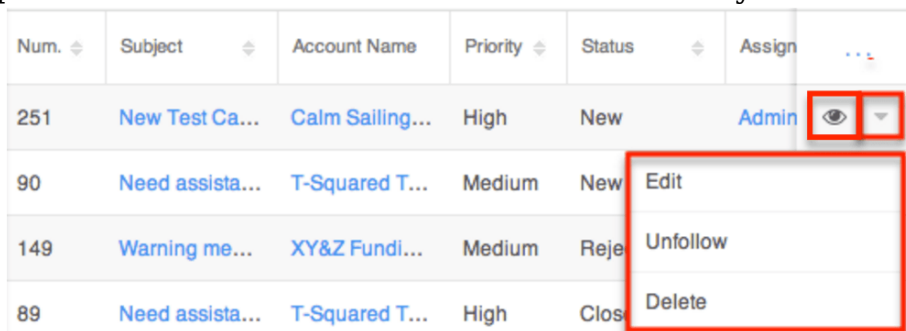 Num. Subject Account Name Priority Status Assign ...
251 New Test Ca... Calm Sailing... High New Admin
90 Need assista... T-Squared T... Medium New Edit
149 Warning me... XY&Z Fundi... Medium Reje Unfollow
89 Need assista... T-Squared T... High Clos Delete